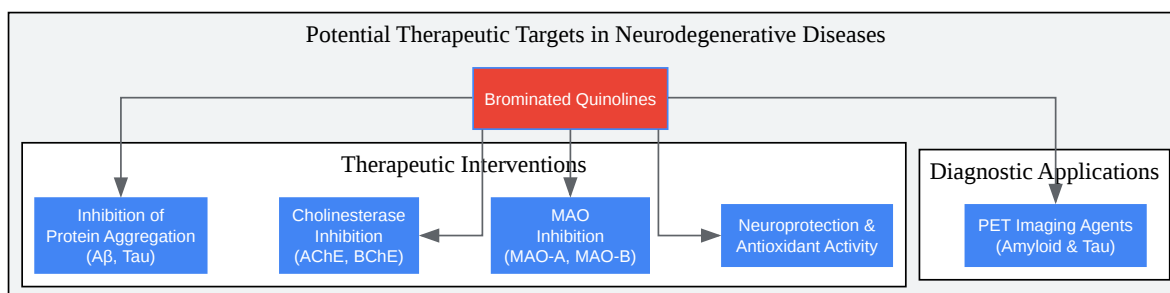 Potential Therapeutic Targets in Neurodegenerative Diseases
Brominated Quinolines
Therapeutic Interventions
Inhibition of
Protein Aggregation
(Aβ, Tau)
Cholinesterase
Inhibition
(AChE, BChE)
MAO
Inhibition
(MAO-A, MAO-B)
Neuroprotection &
Antioxidant Activity
Diagnostic Applications
PET Imaging Agents
(Amyloid & Tau)